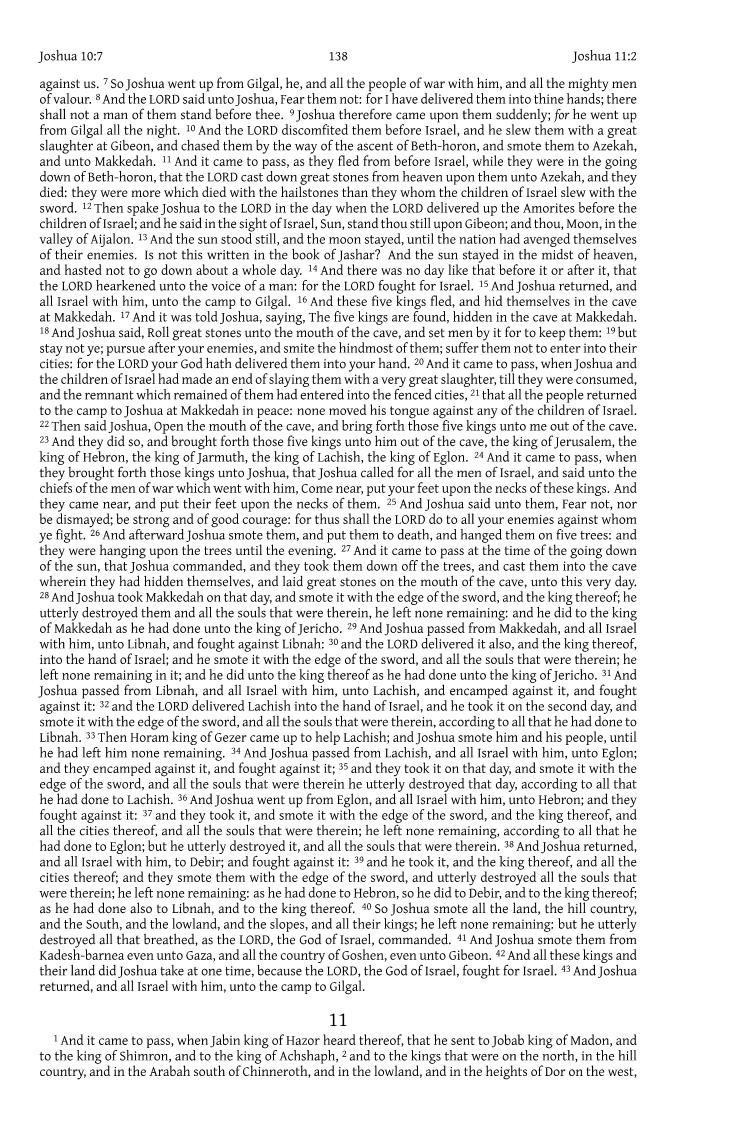 Joshua 10:7 138 Joshua 11:2
against us. 7 So Joshua went up from Gilgal, he, and all the people of war with him, and all the mighty men
of valour. 8 And the LORD said unto Joshua, Fear them not: for I have delivered them into thine hands; there
shall not a man of them stand before thee. 9 Joshua therefore came upon them suddenly; for he went up
from Gilgal all the night. 10 And the LORD discomfited them before Israel, and he slew them with a great
slaughter at Gibeon, and chased them by the way of the ascent of Beth-horon, and smote them to Azekah,
and unto Makkedah. 11 And it came to pass, as they fled from before Israel, while they were in the going
down of Beth-horon, that the LORD cast down great stones from heaven upon them unto Azekah, and they
died: they were more which died with the hailstones than they whom the children of Israel slew with the
sword. 12 Then spake Joshua to the LORD in the day when the LORD delivered up the Amorites before the
children of Israel; and he said in the sight of Israel, Sun, stand thou still upon Gibeon; and thou, Moon, in the
valley of Aijalon. 13 And the sun stood still, and the moon stayed, until the nation had avenged themselves
of their enemies. Is not this written in the book of Jashar? And the sun stayed in the midst of heaven,
and hasted not to go down about a whole day. 14 And there was no day like that before it or after it, that
the LORD hearkened unto the voice of a man: for the LORD fought for Israel. 15 And Joshua returned, and
all Israel with him, unto the camp to Gilgal. 16 And these five kings fled, and hid themselves in the cave
at Makkedah. 17 And it was told Joshua, saying, The five kings are found, hidden in the cave at Makkedah.
18 And Joshua said, Roll great stones unto the mouth of the cave, and set men by it for to keep them: 19 but
stay not ye; pursue after your enemies, and smite the hindmost of them; suffer them not to enter into their
cities: for the LORD your God hath delivered them into your hand. 20 And it came to pass, when Joshua and
the children of Israel had made an end of slaying them with a very great slaughter, till they were consumed,
and the remnant which remained of them had entered into the fenced cities, 21 that all the people returned
to the camp to Joshua at Makkedah in peace: none moved his tongue against any of the children of Israel.
22 Then said Joshua, Open the mouth of the cave, and bring forth those five kings unto me out of the cave.
23 And they did so, and brought forth those five kings unto him out of the cave, the king of Jerusalem, the
king of Hebron, the king of Jarmuth, the king of Lachish, the king of Eglon. 24 And it came to pass, when
they brought forth those kings unto Joshua, that Joshua called for all the men of Israel, and said unto the
chiefs of the men of war which went with him, Come near, put your feet upon the necks of these kings. And
they came near, and put their feet upon the necks of them. 25 And Joshua said unto them, Fear not, nor
be dismayed; be strong and of good courage: for thus shall the LORD do to all your enemies against whom
ye fight. 26 And afterward Joshua smote them, and put them to death, and hanged them on five trees: and
they were hanging upon the trees until the evening. 27 And it came to pass at the time of the going down
of the sun, that Joshua commanded, and they took them down off the trees, and cast them into the cave
wherein they had hidden themselves, and laid great stones on the mouth of the cave, unto this very day.
28 And Joshua took Makkedah on that day, and smote it with the edge of the sword, and the king thereof; he
utterly destroyed them and all the souls that were therein, he left none remaining: and he did to the king
of Makkedah as he had done unto the king of Jericho. 29 And Joshua passed from Makkedah, and all Israel
with him, unto Libnah, and fought against Libnah: 30 and the LORD delivered it also, and the king thereof,
into the hand of Israel; and he smote it with the edge of the sword, and all the souls that were therein; he
left none remaining in it; and he did unto the king thereof as he had done unto the king of Jericho. 31 And
Joshua passed from Libnah, and all Israel with him, unto Lachish, and encamped against it, and fought
against it: 32 and the LORD delivered Lachish into the hand of Israel, and he took it on the second day, and
smote it with the edge of the sword, and all the souls that were therein, according to all that he had done to
Libnah. 33 Then Horam king of Gezer came up to help Lachish; and Joshua smote him and his people, until
he had left him none remaining. 34 And Joshua passed from Lachish, and all Israel with him, unto Eglon;
and they encamped against it, and fought against it; 35 and they took it on that day, and smote it with the
edge of the sword, and all the souls that were therein he utterly destroyed that day, according to all that
he had done to Lachish. 36 And Joshua went up from Eglon, and all Israel with him, unto Hebron; and they
fought against it: 37 and they took it, and smote it with the edge of the sword, and the king thereof, and
all the cities thereof, and all the souls that were therein; he left none remaining, according to all that he
had done to Eglon; but he utterly destroyed it, and all the souls that were therein. 38 And Joshua returned,
and all Israel with him, to Debir; and fought against it: 39 and he took it, and the king thereof, and all the
cities thereof; and they smote them with the edge of the sword, and utterly destroyed all the souls that
were therein; he left none remaining: as he had done to Hebron, so he did to Debir, and to the king thereof;
as he had done also to Libnah, and to the king thereof. 40 So Joshua smote all the land, the hill country,
and the South, and the lowland, and the slopes, and all their kings; he left none remaining: but he utterly
destroyed all that breathed, as the LORD, the God of Israel, commanded. 41 And Joshua smote them from
Kadesh-barnea even unto Gaza, and all the country of Goshen, even unto Gibeon. 42 And all these kings and
their land did Joshua take at one time, because the LORD, the God of Israel, fought for Israel. 43 And Joshua
returned, and all Israel with him, unto the camp to Gilgal.
11
1 And it came to pass, when Jabin king of Hazor heard thereof, that he sent to Jobab king of Madon, and
to the king of Shimron, and to the king of Achshaph, 2 and to the kings that were on the north, in the hill
country, and in the Arabah south of Chinneroth, and in the lowland, and in the heights of Dor on the west,